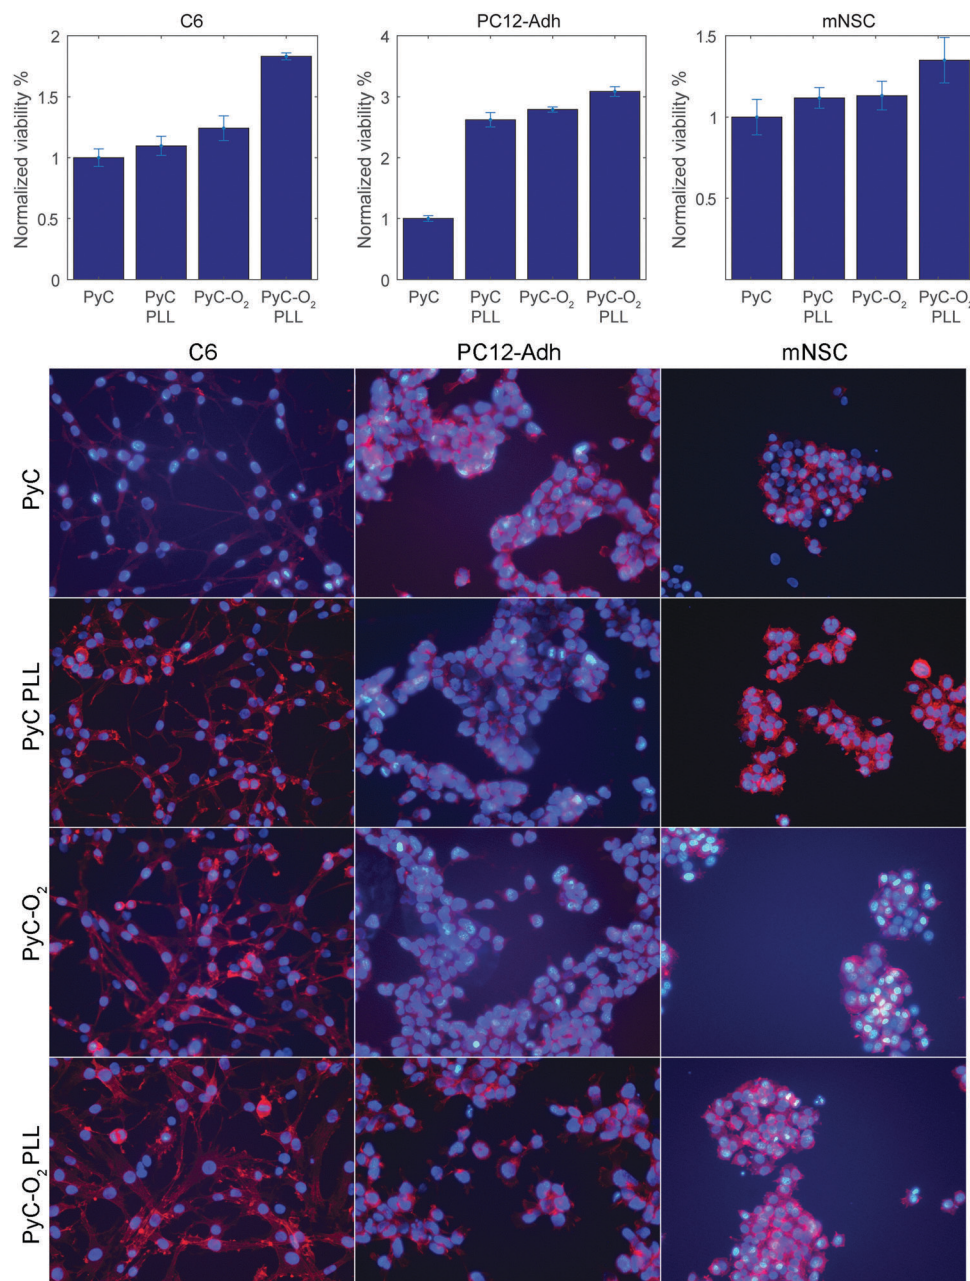 C6
PC12-Adh
mNSC
Normalized viability %
2
1.5
1
0.5
0
PyC
PyC PLL
PyC-O₂
PyC-O₂ PLL
Normalized viability %
4
3
2
1
0
PyC
PyC PLL
PyC-O₂
PyC-O₂ PLL
Normalized viability %
1.5
1
0.5
PyC
PyC PLL
PyC-O₂
PyC-O₂ PLL
C6
PC12-Adh
mNSC
PyC
PyC PLL
PyC-O₂
PyC-O₂ PLL